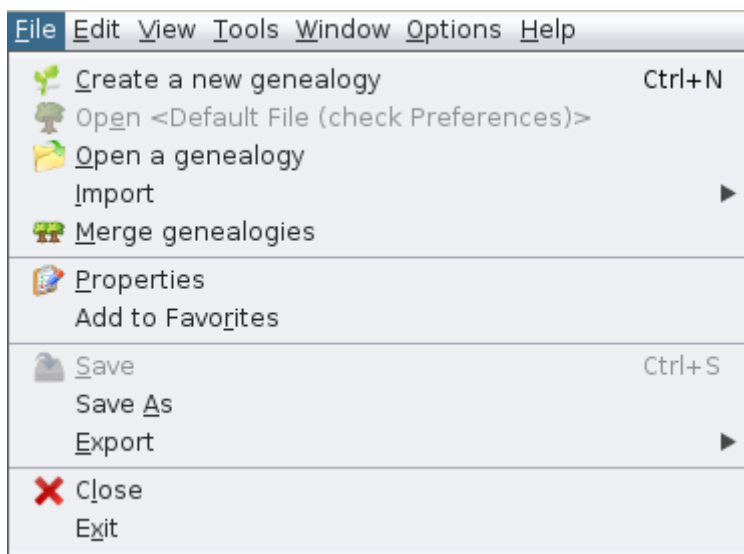 File Edit View Tools Window Options Help
Create a new genealogy Ctrl+N
Open <Default File (check Preferences)>
Open a genealogy
Import
Merge genealogies
Properties
Add to Favorites
Save Ctrl+S
Save As
Export
Close
Exit